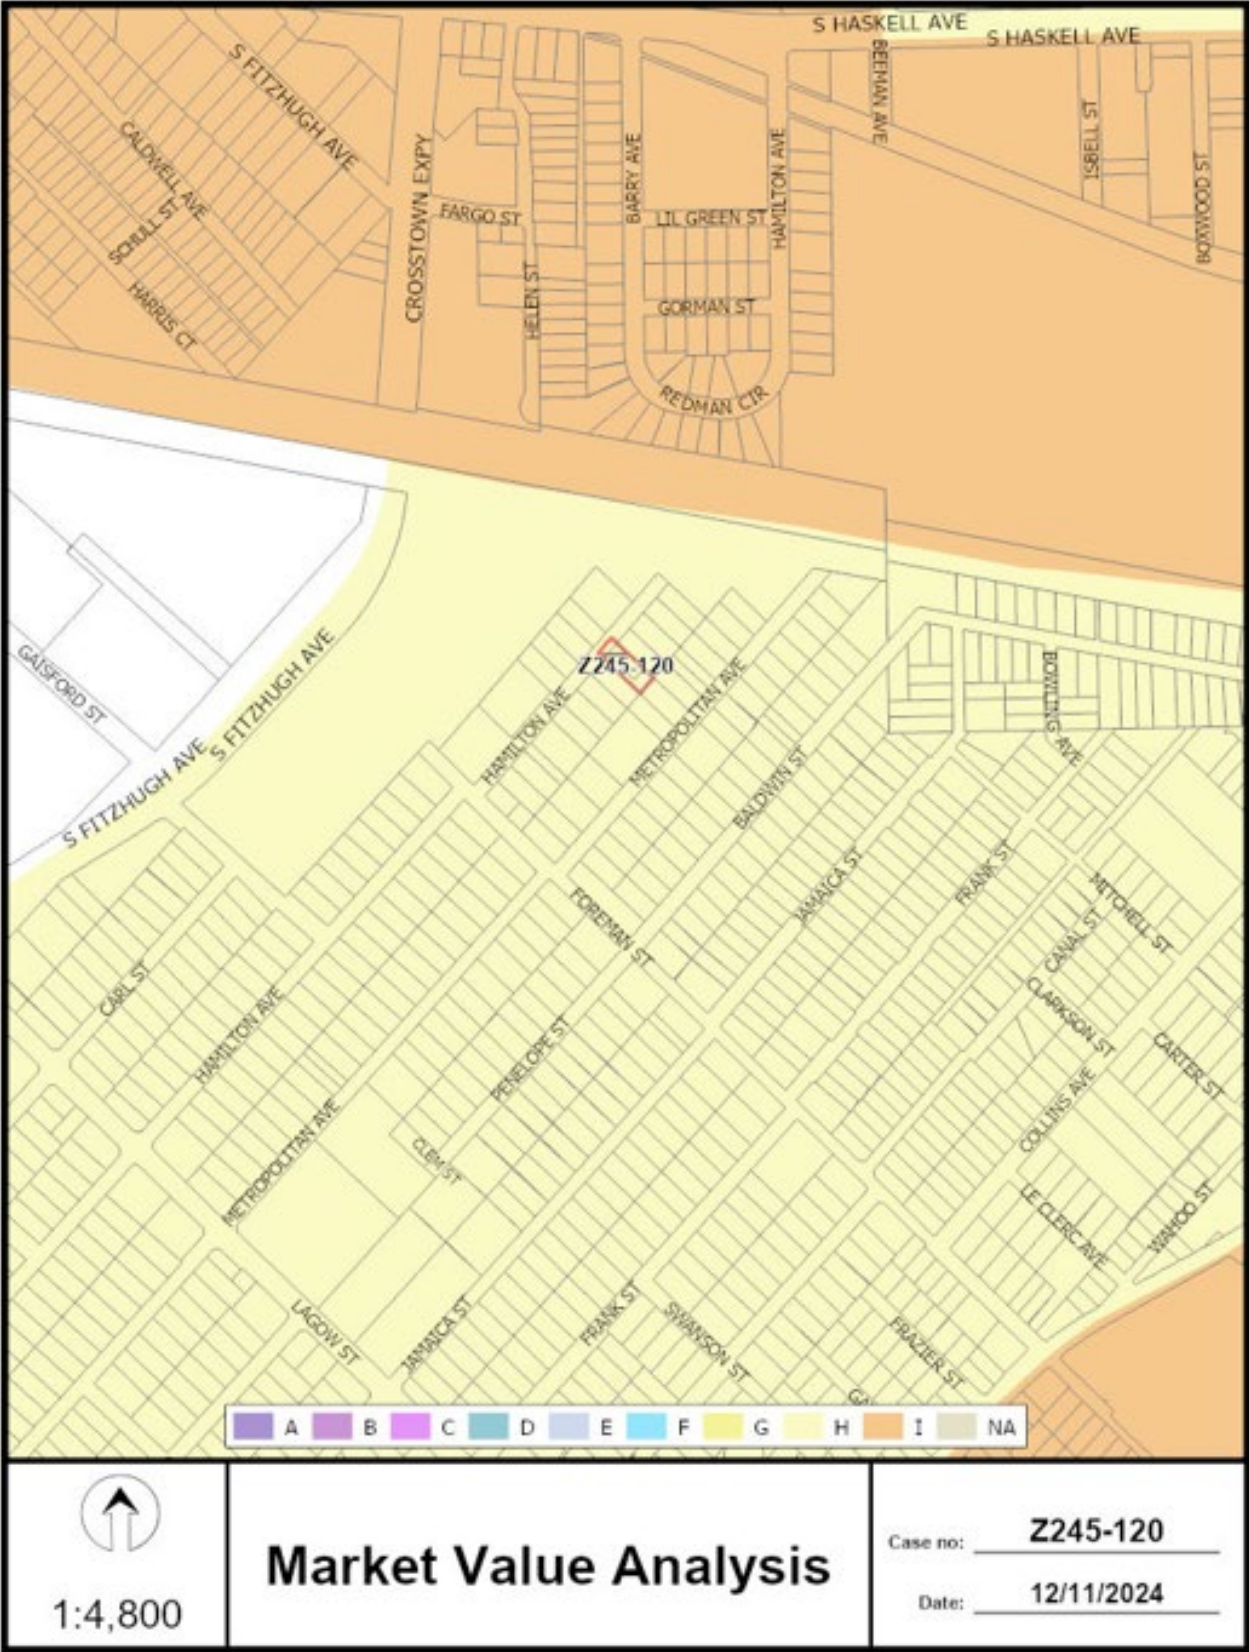 S HASKELL AVE
S HASKELL AVE
S FITZHUGH AVE
BEEMAN AVE
ISBELL ST
BOXWOOD ST
CALDWELL AVE
SCHULL ST
HARRIS CT
CROSSTOWN EXPY
FARGO ST
HELEN ST
BARRY AVE
LIL GREEN ST
HAMILTON AVE
GORMAN ST
REDMAN CIR
GAISFORD ST
S FITZHUGH AVE
S FITZHUGH AVE
Z245-120
HAMILTON AVE
METROPOLITAN AVE
BALDWIN ST
BOWLING AVE
JAMAICA ST
FRANK ST
MITCHELL ST
CANAL ST
CLARKSON ST
CARTER ST
FOREMAN ST
CARL ST
HAMILTON AVE
PENELOPE ST
COLLINS AVE
METROPOLITAN AVE
CLEM ST
LE CLERC AVE
WAHOO ST
LAGOW ST
JAMAICA ST
FRANK ST
SWANSON ST
FRAZIER ST
A B C D E F G H I NA
1:4,800
Market Value Analysis
Case no: Z245-120
Date: 12/11/2024